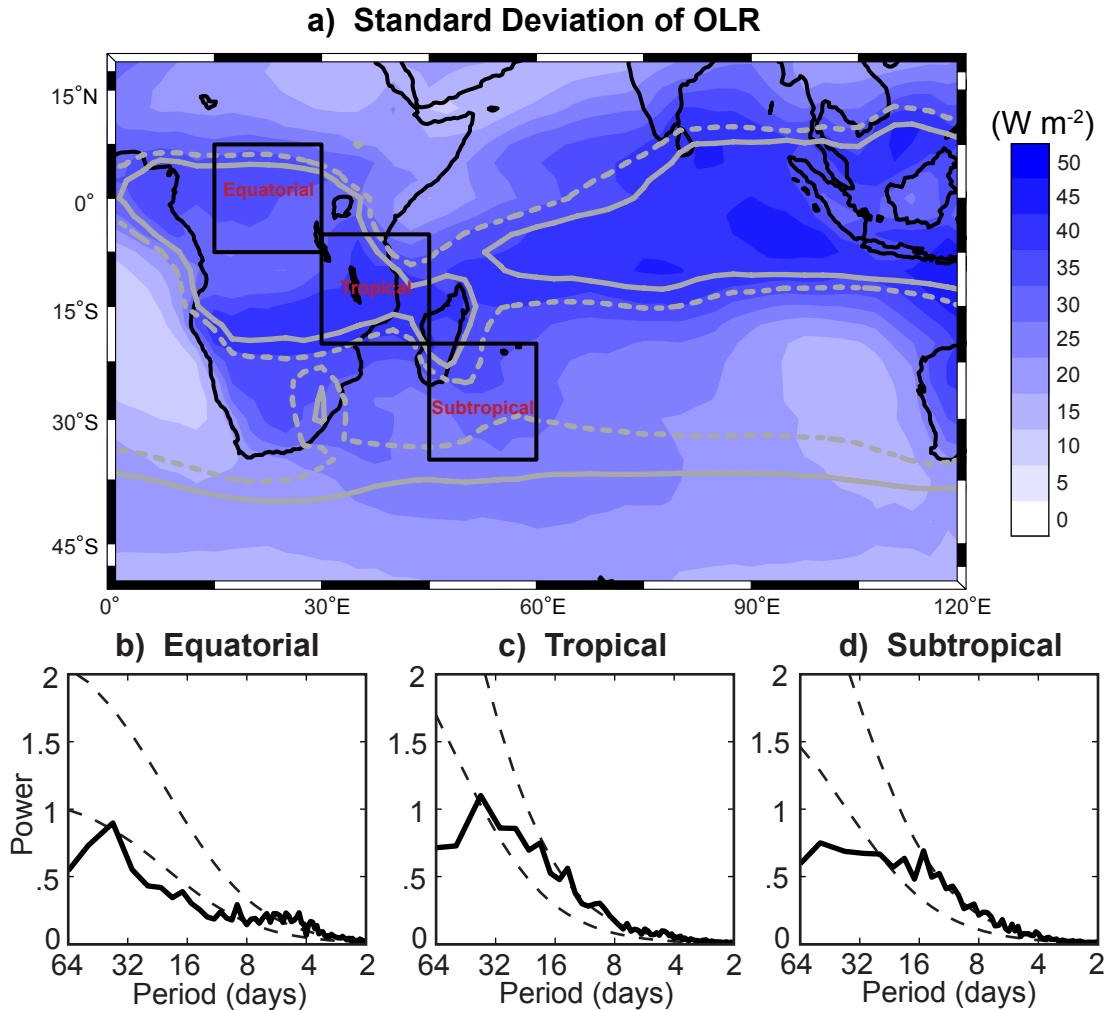 a)  Standard Deviation of OLR
15°N
0°
15°S
30°S
45°S
0°
30°E
60°E
90°E
120°E
Equatorial
Tropical
Subtropical
(W m-2)
50
45
40
35
30
25
20
15
10
5
0
b)  Equatorial
Power
2
1.5
1
.5
0
64
32
16
8
4
2
Period (days)
c)  Tropical
2
1.5
1
.5
0
64
32
16
8
4
2
Period (days)
d)  Subtropical
2
1.5
1
.5
0
64
32
16
8
4
2
Period (days)